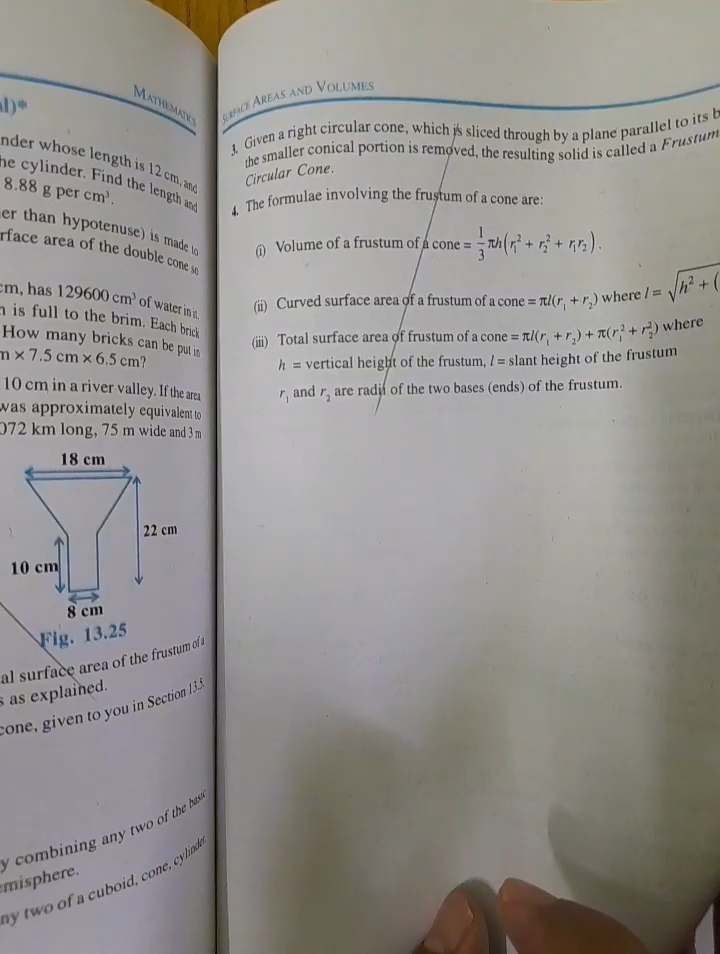 MATHEMATICS
al)*
nder whose length is 12 cm, and
he cylinder. Find the length and
8.88 g per cm³.
er than hypotenuse) is made to
rface area of the double cone so
cm, has 129600 cm³ of water in it.
n is full to the brim. Each brick
How many bricks can be put in
m × 7.5 cm × 6.5 cm?
10 cm in a river valley. If the area
was approximately equivalent to
072 km long, 75 m wide and 3 m
18 cm
22 cm
10 cm
8 cm
Fig. 13.25
al surface area of the frustum of a
s as explained.
cone, given to you in Section 13.5,
y combining any two of the basic
misphere.
ny two of a cuboid, cone, cylinder,
SURFACE AREAS AND VOLUMES
3. Given a right circular cone, which is sliced through by a plane parallel to its b
the smaller conical portion is removed, the resulting solid is called a Frustum
Circular Cone.
4. The formulae involving the frustum of a cone are:
(i) Volume of a frustum of a cone = 1/3 πh(r₁² + r₂² + r₁r₂).
(ii) Curved surface area of a frustum of a cone = πl(r₁ + r₂) where l = √h² + (
(iii) Total surface area of frustum of a cone = πl(r₁ + r₂) + π(r₁² + r₂²) where
h = vertical height of the frustum, l = slant height of the frustum
r₁ and r₂ are radii of the two bases (ends) of the frustum.